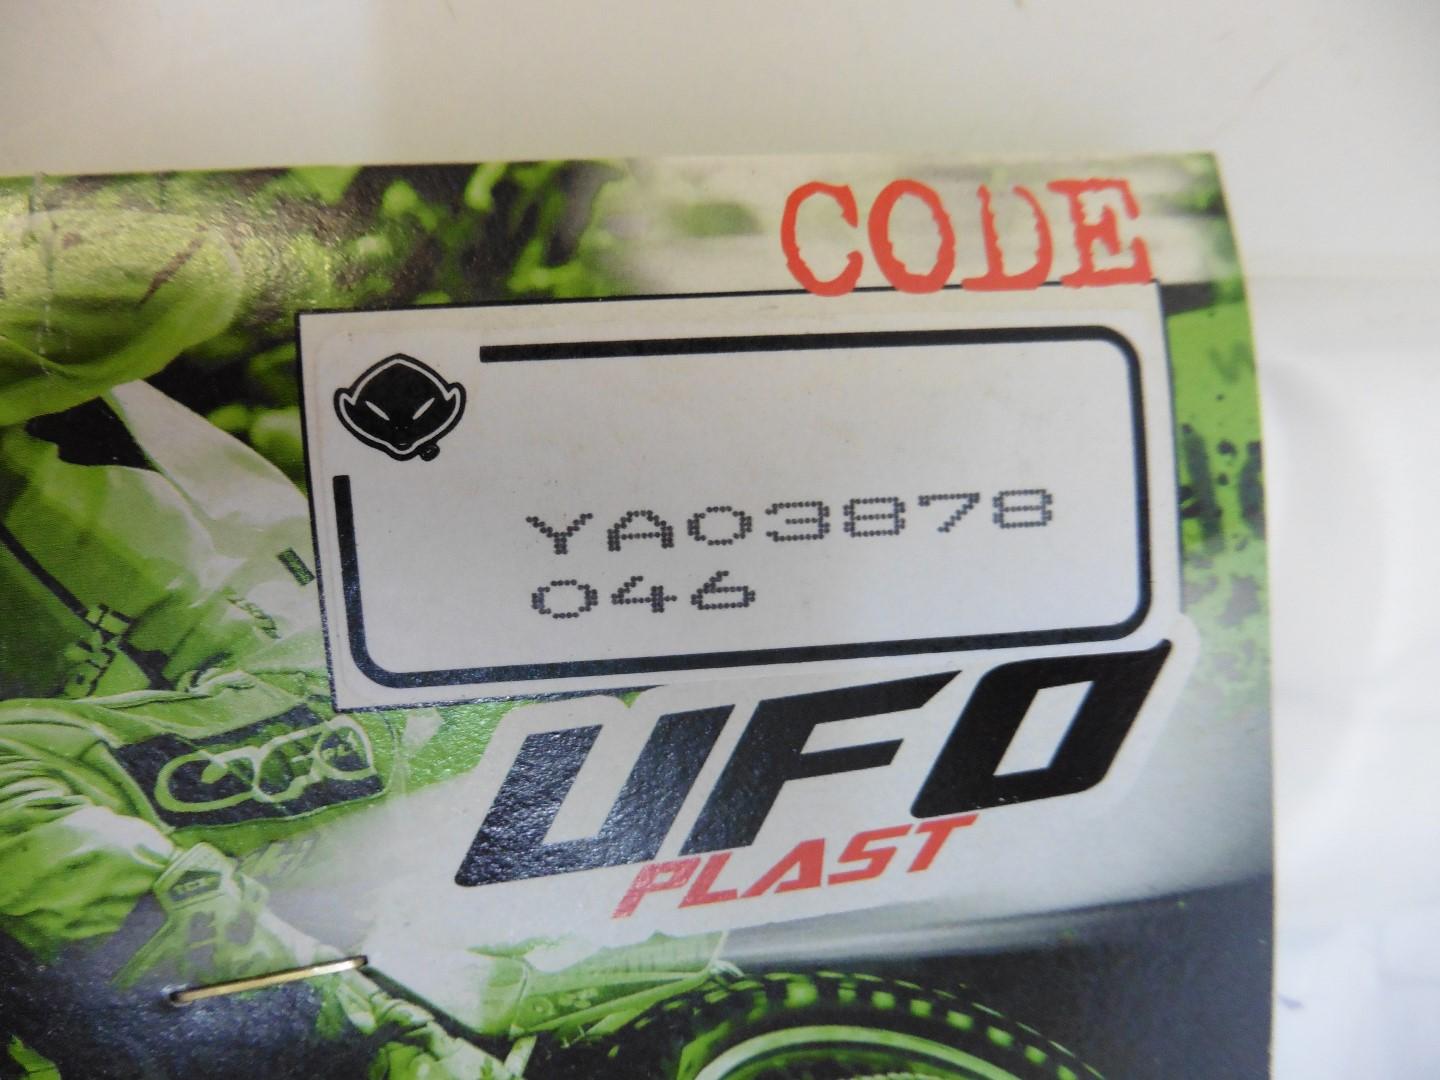 CODE
YA03878
046
UFO
PLAST